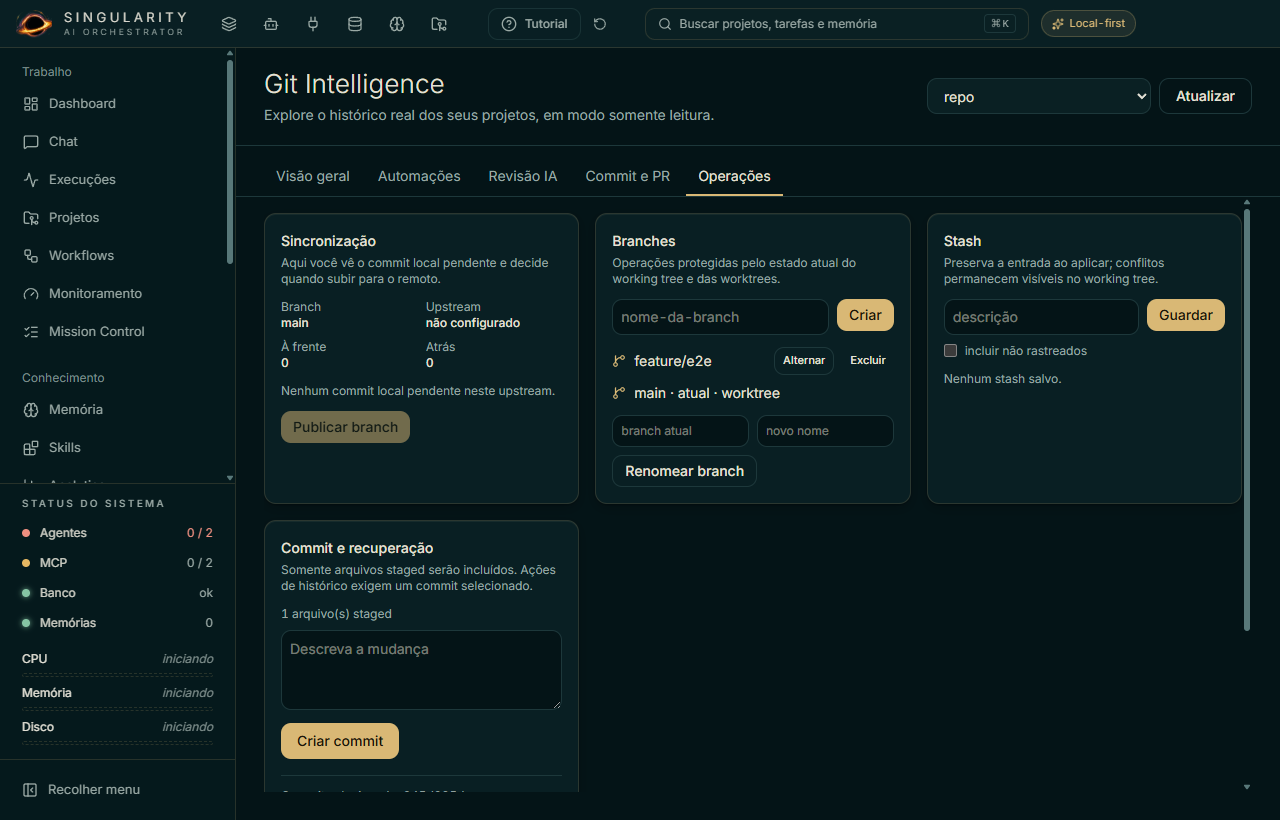 SINGULARITY
AI ORCHESTRATOR
Tutorial
Buscar projetos, tarefas e memória
⌘K
Local-first
Trabalho
Dashboard
Chat
Execuções
Projetos
Workflows
Monitoramento
Mission Control
Conhecimento
Memória
Skills
STATUS DO SISTEMA
Agentes 0 / 2
MCP 0 / 2
Banco ok
Memórias 0
CPU iniciando
Memória iniciando
Disco iniciando
Recolher menu
Git Intelligence
Explore o histórico real dos seus projetos, em modo somente leitura.
repo
Atualizar
Visão geral
Automações
Revisão IA
Commit e PR
Operações
Sincronização
Aqui você vê o commit local pendente e decide
quando subir para o remoto.
Branch Upstream
main não configurado
À frente Atrás
0 0
Nenhum commit local pendente neste upstream.
Publicar branch
Branches
Operações protegidas pelo estado atual do
working tree e das worktrees.
nome-da-branch Criar
feature/e2e Alternar Excluir
main · atual · worktree
branch atual novo nome
Renomear branch
Stash
Preserva a entrada ao aplicar; conflitos
permanecem visíveis no working tree.
descrição Guardar
incluir não rastreados
Nenhum stash salvo.
Commit e recuperação
Somente arquivos staged serão incluídos. Ações
de histórico exigem um commit selecionado.
1 arquivo(s) staged
Descreva a mudança
Criar commit